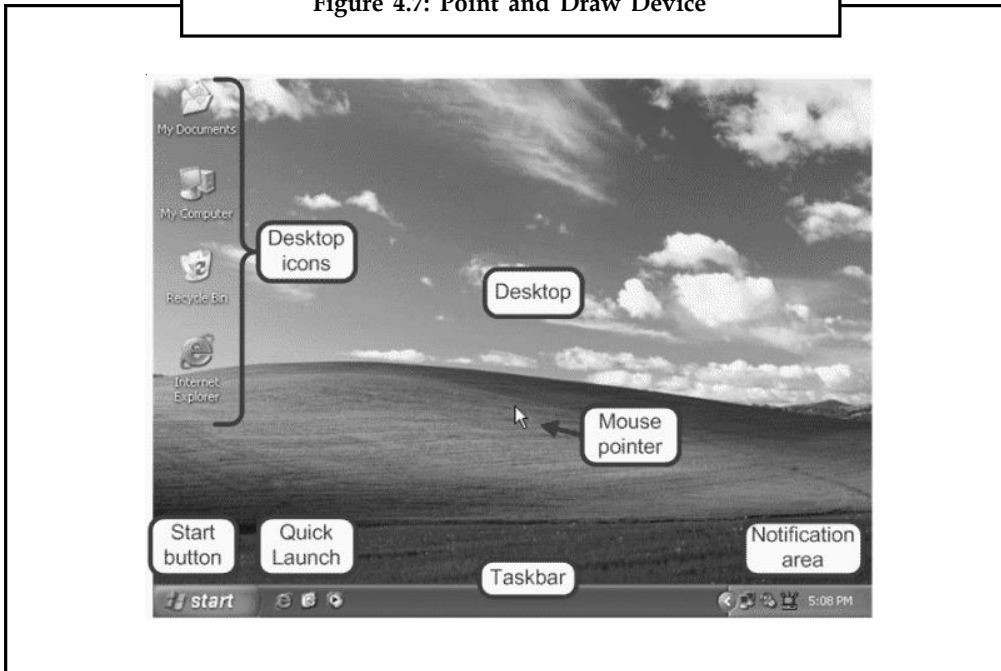 Figure 4.7: Point and Draw Device
My Documents
My Computer
Desktop
icons
Recycle Bin
Desktop
Internet
Explorer
Mouse
pointer
Start
button
Quick
Launch
Notification
area
Taskbar
start
5:08 PM